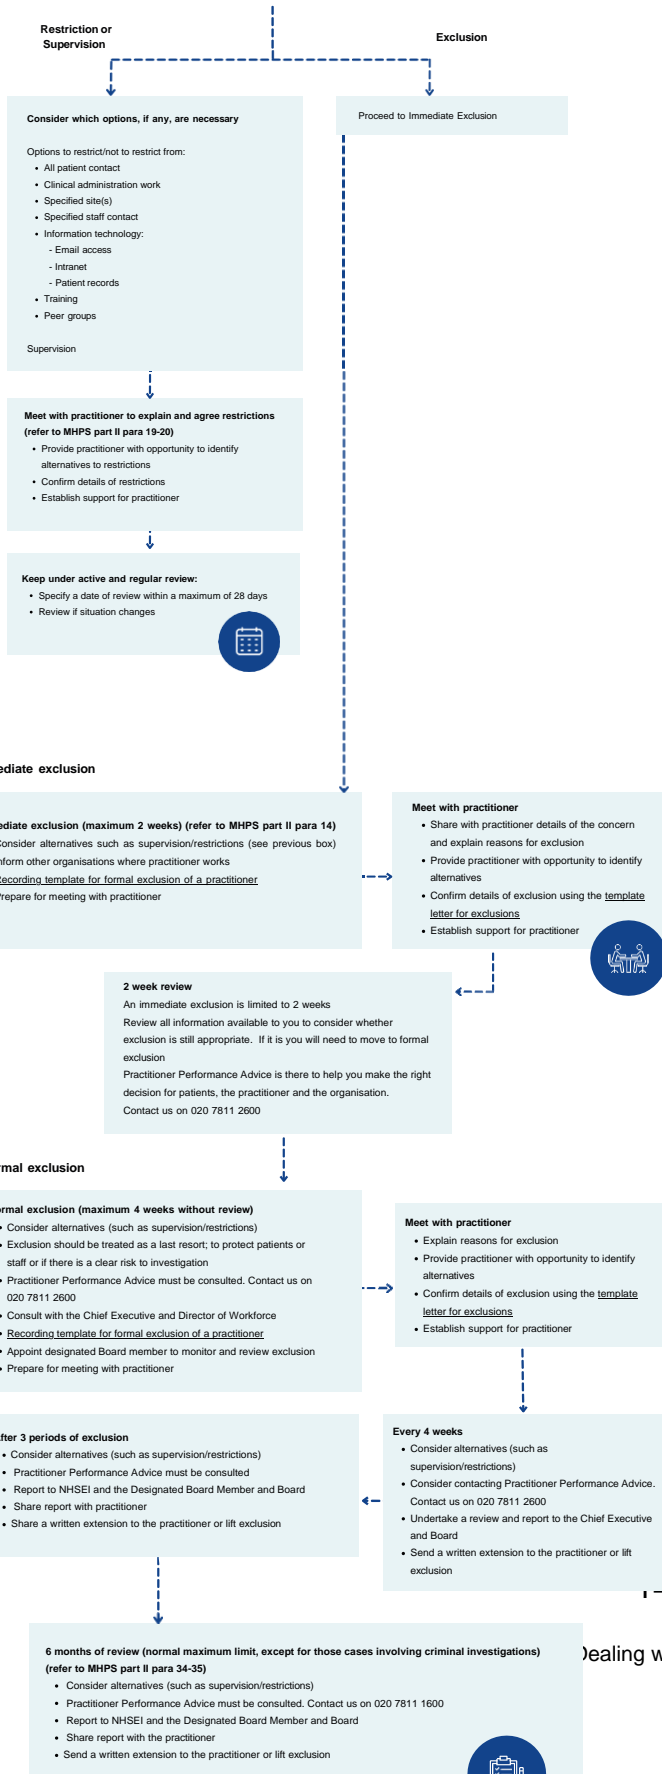 Restriction or
Supervision
Exclusion
Consider which options, if any, are necessary
Options to restrict/not to restrict from:
• All patient contact
• Clinical administration work
• Specified site(s)
• Specified staff contact
• Information technology:
- Email access
- Intranet
- Patient records
• Training
• Peer groups
Supervision
Proceed to Immediate Exclusion
Meet with practitioner to explain and agree restrictions
(refer to MHPS part II para 19-20)
• Provide practitioner with opportunity to identify
alternatives to restrictions
• Confirm details of restrictions
• Establish support for practitioner
Keep under active and regular review:
• Specify a date of review within a maximum of 28 days
• Review if situation changes
ediate exclusion
ediate exclusion (maximum 2 weeks) (refer to MHPS part II para 14)
Consider alternatives such as supervision/restrictions (see previous box)
nform other organisations where practitioner works
Recording template for formal exclusion of a practitioner
Prepare for meeting with practitioner
Meet with practitioner
• Share with practitioner details of the concern
and explain reasons for exclusion
• Provide practitioner with opportunity to identify
alternatives
• Confirm details of exclusion using the template
letter for exclusions
• Establish support for practitioner
2 week review
An immediate exclusion is limited to 2 weeks
Review all information available to you to consider whether
exclusion is still appropriate. If it is you will need to move to formal
exclusion
Practitioner Performance Advice is there to help you make the right
decision for patients, the practitioner and the organisation.
Contact us on 020 7811 2600
rmal exclusion
ormal exclusion (maximum 4 weeks without review)
• Consider alternatives (such as supervision/restrictions)
• Exclusion should be treated as a last resort; to protect patients or
staff or if there is a clear risk to investigation
• Practitioner Performance Advice must be consulted. Contact us on
020 7811 2600
• Consult with the Chief Executive and Director of Workforce
• Recording template for formal exclusion of a practitioner
• Appoint designated Board member to monitor and review exclusion
• Prepare for meeting with practitioner
Meet with practitioner
• Explain reasons for exclusion
• Provide practitioner with opportunity to identify
alternatives
• Confirm details of exclusion using the template
letter for exclusions
• Establish support for practitioner
Every 4 weeks
• Consider alternatives (such as
supervision/restrictions)
• Consider contacting Practitioner Performance Advice.
Contact us on 020 7811 2600
• Undertake a review and report to the Chief Executive
and Board
• Send a written extension to the practitioner or lift
exclusion
fter 3 periods of exclusion
• Consider alternatives (such as supervision/restrictions)
• Practitioner Performance Advice must be consulted
• Report to NHSEI and the Designated Board Member and Board
• Share report with practitioner
• Share a written extension to the practitioner or lift exclusion
6 months of review (normal maximum limit, except for those cases involving criminal investigations)
(refer to MHPS part II para 34-35)
• Consider alternatives (such as supervision/restrictions)
• Practitioner Performance Advice must be consulted. Contact us on 020 7811 1600
• Report to NHSEI and the Designated Board Member and Board
• Share report with the practitioner
• Send a written extension to the practitioner or lift exclusion
Dealing w